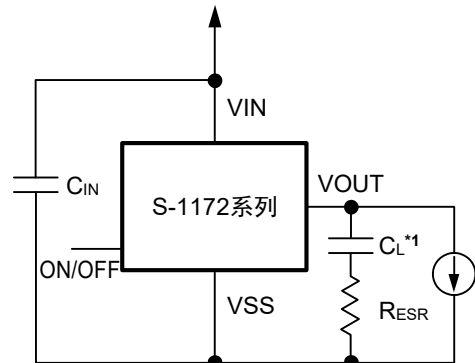 VIN
CIN
S-1172系列
VOUT
CL*1
ON/OFF
VSS
RESR